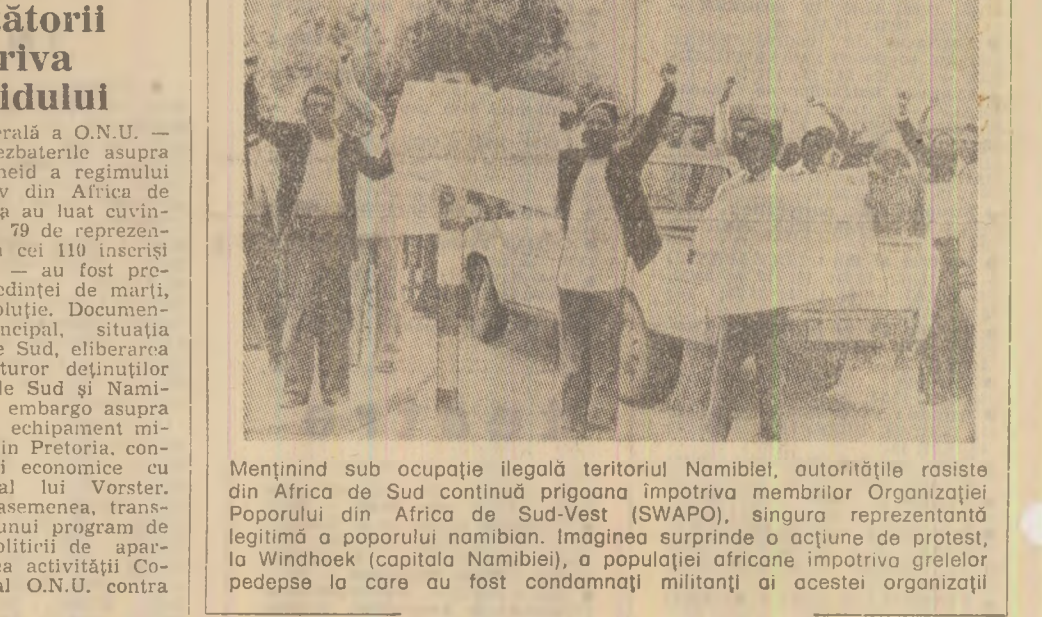 ătorii
riva
idului
erală a O.N.U. —
ezbaterile asupra
heid a regimului
v din Africa de
a au luat cuvin-
79 de reprezen-
cei 110 inscriși
— au fost pre-
edinței de marți,
oluție. Documen-
ncipal, situația
e Sud, eliberarea
turor deținuților
de Sud și Nami-
embargo asupra
echipament mi-
in Pretoria, con-
i economice cu
al lui Vorster.
asemenea, trans-
unui program de
oliticii de apar-
ea activității Co-
al O.N.U. contra
Menținind sub ocupație ilegală teritoriul Namibiei, autoritățile rasiste
din Africa de Sud continuă prigoana împotriva membrilor Organizației
Poporului din Africa de Sud-Vest (SWAPO), singura reprezentantă
legitimă a poporului namibian. Imaginea surprinde o acțiune de protest,
la Windhoek (capitala Namibiei), a populației africane împotriva grelelor
pedepse la care au fost condamnați militanți ai acestei organizații